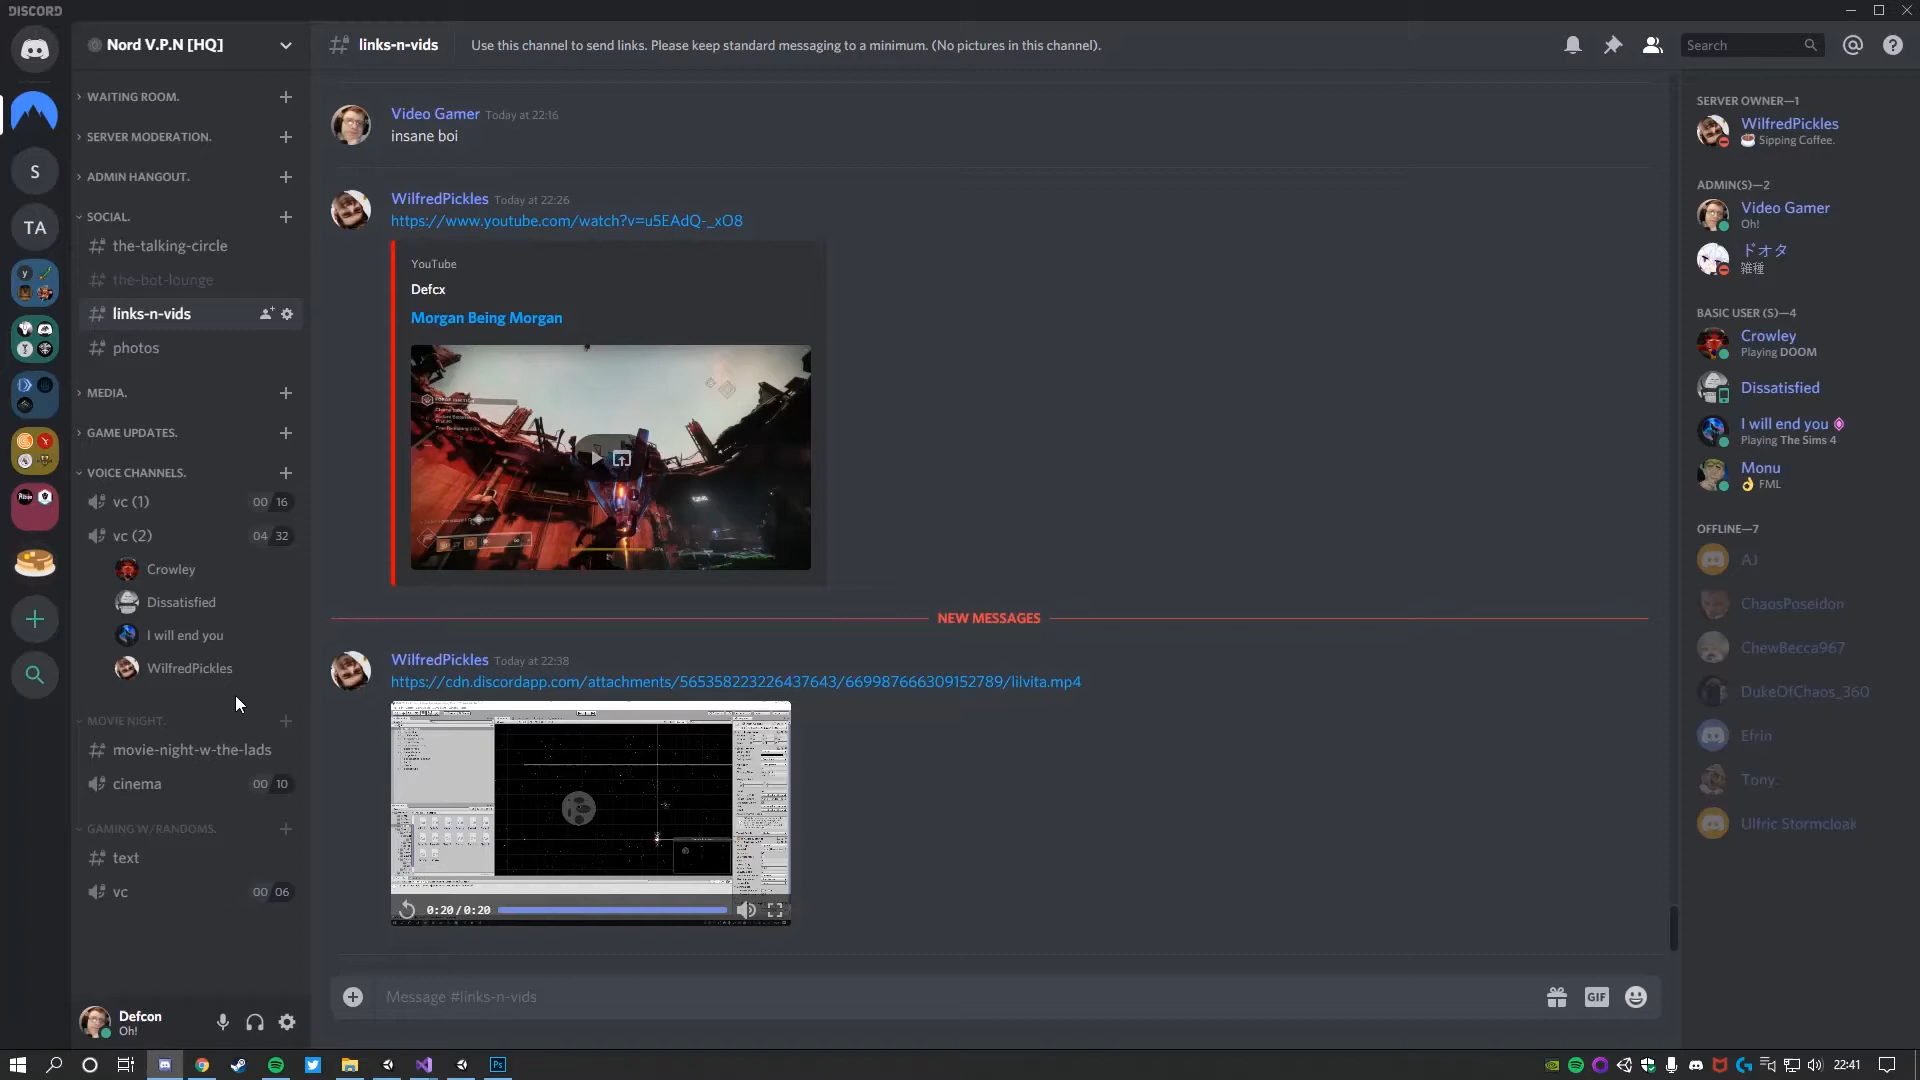 DISCORD
Nord V.P.N [HQ]
links-n-vids
Use this channel to send links. Please keep standard messaging to a minimum. (No pictures in this channel).
Search
S
TA
WAITING ROOM.
SERVER MODERATION.
ADMIN HANGOUT.
SOCIAL.
the-talking-circle
the-bot-lounge
links-n-vids
photos
MEDIA.
GAME UPDATES.
VOICE CHANNELS.
vc (1) 00 16
vc (2) 04 32
Crowley
Dissatisfied
I will end you
WilfredPickles
MOVIE NIGHT.
movie-night-w-the-lads
cinema 00 10
GAMING W/RANDOMS.
text
vc 00 06
Defcon
Oh!
Video Gamer Today at 22:16
insane boi
WilfredPickles Today at 22:26
https://www.youtube.com/watch?v=u5EAdQ-_xO8
YouTube
Defcx
Morgan Being Morgan
NEW MESSAGES
WilfredPickles Today at 22:38
https://cdn.discordapp.com/attachments/565358223226437643/669987666309152789/lilvita.mp4
0:20/0:20
Message #links-n-vids
GIF
SERVER OWNER—1
WilfredPickles
Sipping Coffee.
ADMIN(S)—2
Video Gamer
Oh!
ドオタ
雑種
BASIC USER (S)—4
Crowley
Playing DOOM
Dissatisfied
I will end you
Playing The Sims 4
Monu
FML
OFFLINE—7
AJ
ChaosPoseidon
ChewBecca967
DukeOfChaos_360
Efrin
Tony.
Ulfric Stormcloak
Ps
22:41